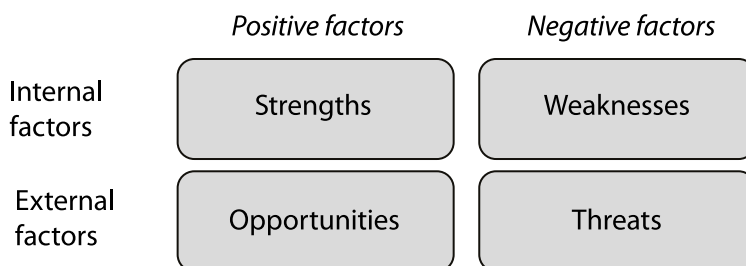 Positive factors Negative factors
Internal
factors
Strengths Weaknesses
External
factors
Opportunities Threats